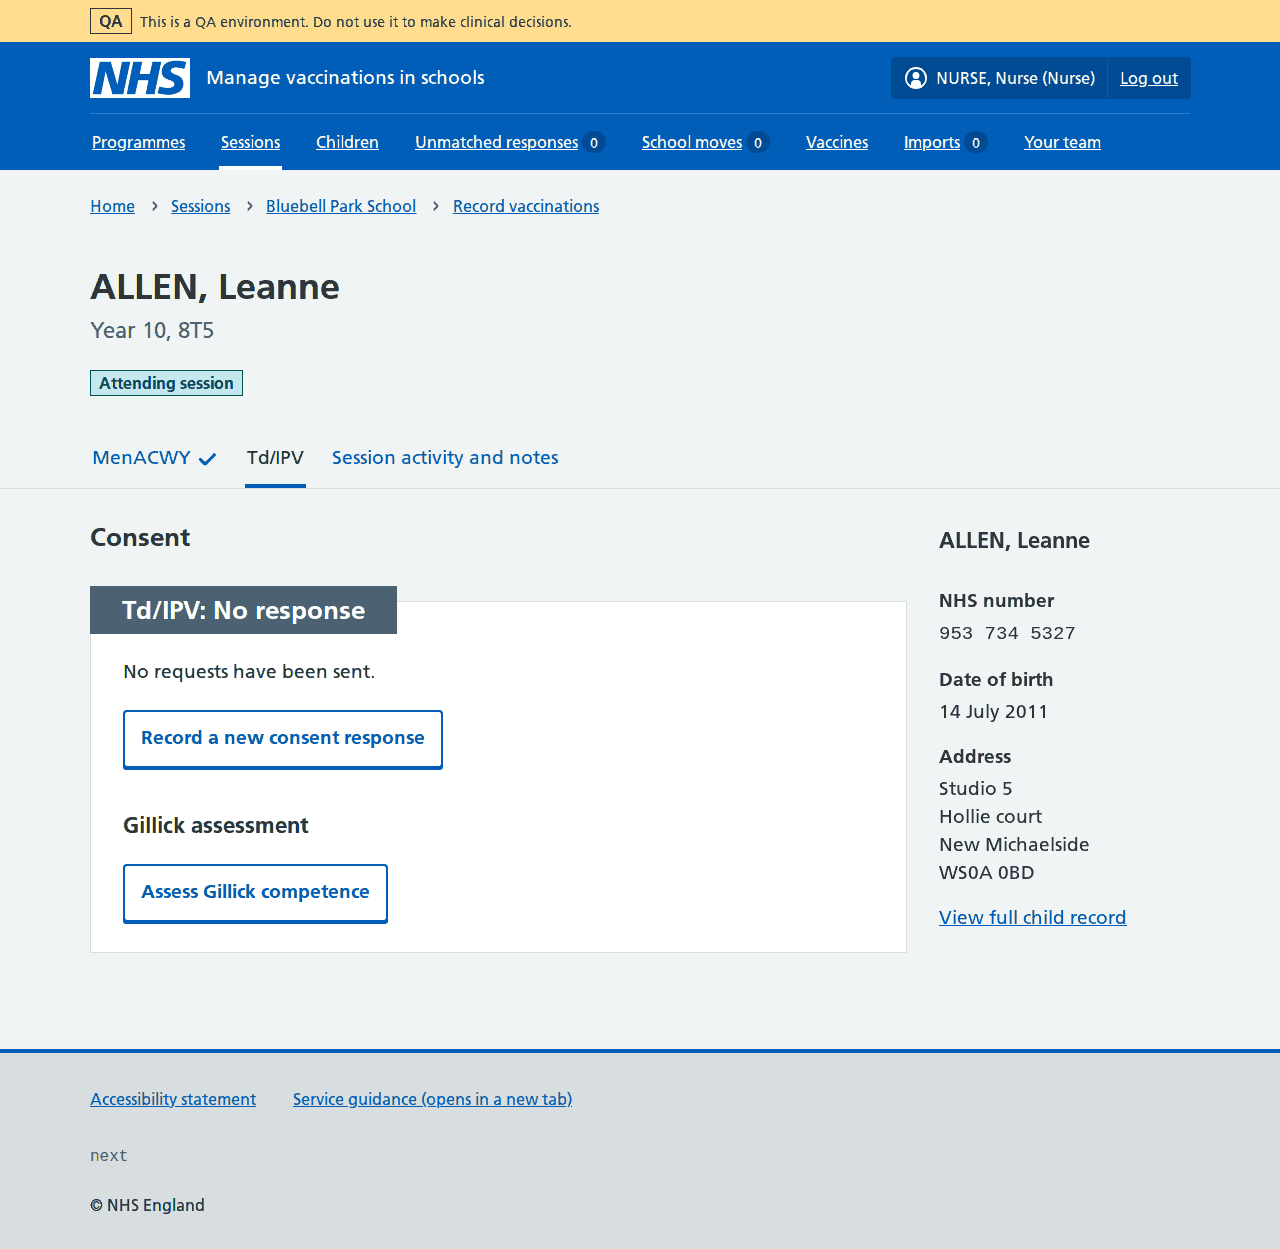 QA This is a QA environment. Do not use it to make clinical decisions.
NHS Manage vaccinations in schools NURSE, Nurse (Nurse) Log out
Programmes Sessions Children Unmatched responses 0 School moves 0 Vaccines Imports 0 Your team
Home Sessions Bluebell Park School Record vaccinations
ALLEN, Leanne
Year 10, 8T5
Attending session
MenACWY Td/IPV Session activity and notes
Consent
Td/IPV: No response
No requests have been sent.
Record a new consent response
Gillick assessment
Assess Gillick competence
ALLEN, Leanne
NHS number
953 734 5327
Date of birth
14 July 2011
Address
Studio 5
Hollie court
New Michaelside
WS0A 0BD
View full child record
Accessibility statement Service guidance (opens in a new tab)
next
© NHS England